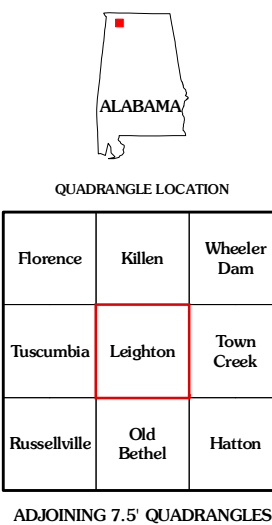 ALABAMA
QUADRANGLE LOCATION
Florence
Killen
Wheeler
Dam
Tuscumbia
Leighton
Town
Creek
Russellville
Old
Bethel
Hatton
ADJOINING 7.5' QUADRANGLES